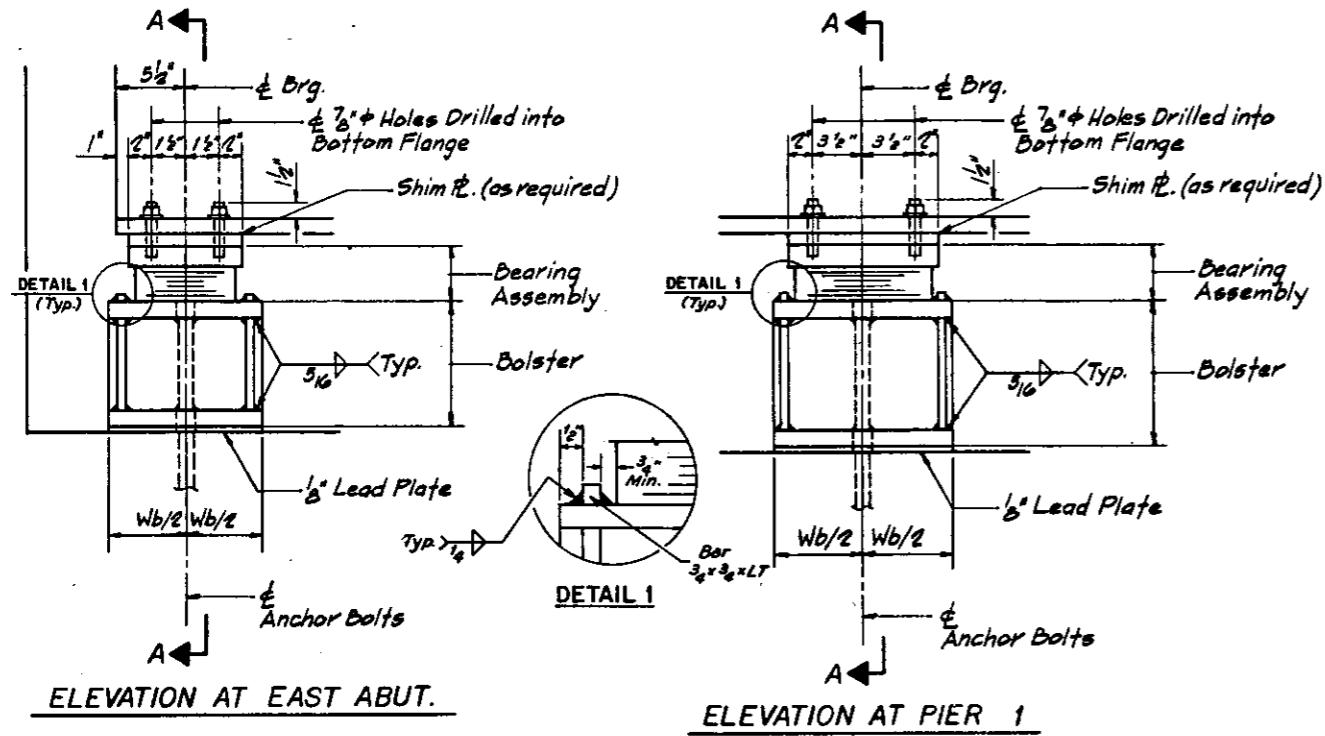 A
5½"
℄ Brg.
℄ ⅞"φ Holes Drilled into
Bottom Flange
1"
2" 1½" 1½" 2"
1½"
Shim ℙ. (as required)
DETAIL 1
(Typ.)
Bearing
Assembly
5/16
Typ.
Bolster
⅛" Lead Plate
Wb/2 Wb/2
℄
Anchor Bolts
A
ELEVATION AT EAST ABUT.
½"
¾"
Min.
Typ.
¼
Bar
¾ x ¾ x LT
DETAIL 1
A
℄ Brg.
℄ ⅞"φ Holes Drilled into
Bottom Flange
2" 3½" 3½" 2"
1½"
Shim ℙ. (as required)
DETAIL 1
(Typ.)
Bearing
Assembly
5/16
Typ.
Bolster
⅛" Lead Plate
Wb/2 Wb/2
℄
Anchor Bolts
A
ELEVATION AT PIER 1